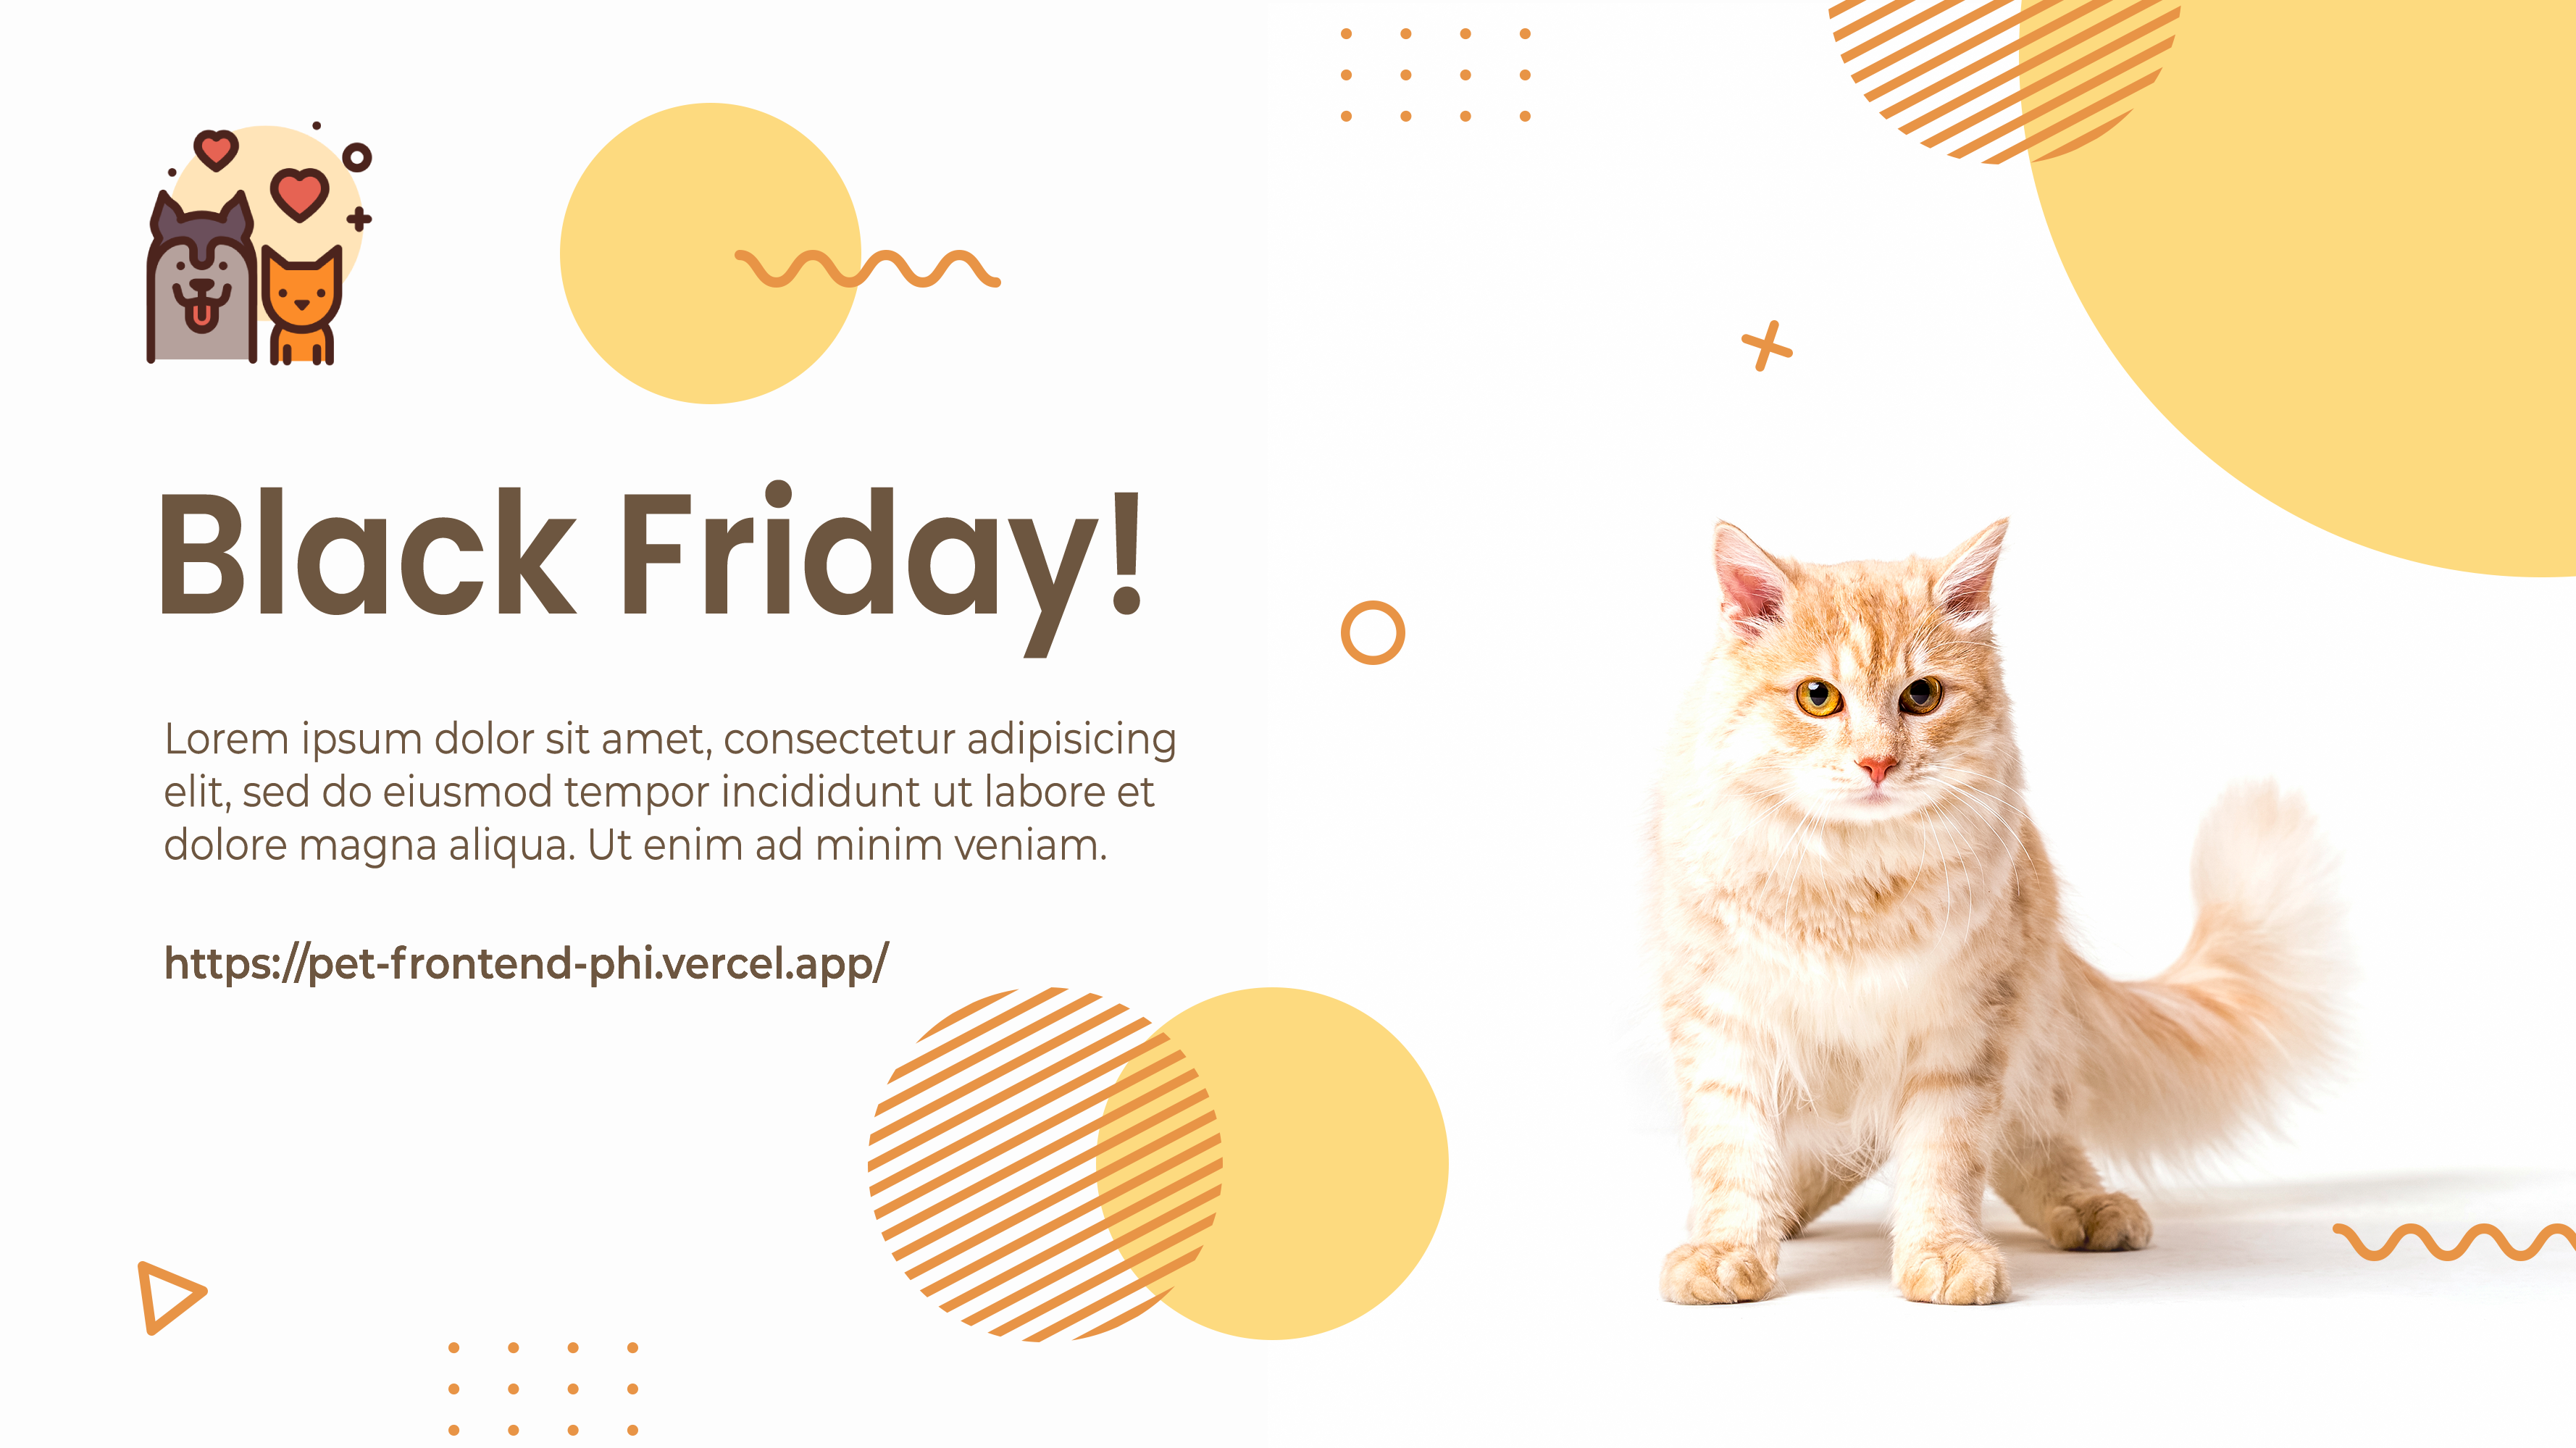 Black Friday!
Lorem ipsum dolor sit amet, consectetur adipisicing
elit, sed do eiusmod tempor incididunt ut labore et
dolore magna aliqua. Ut enim ad minim veniam.
https://pet-frontend-phi.vercel.app/